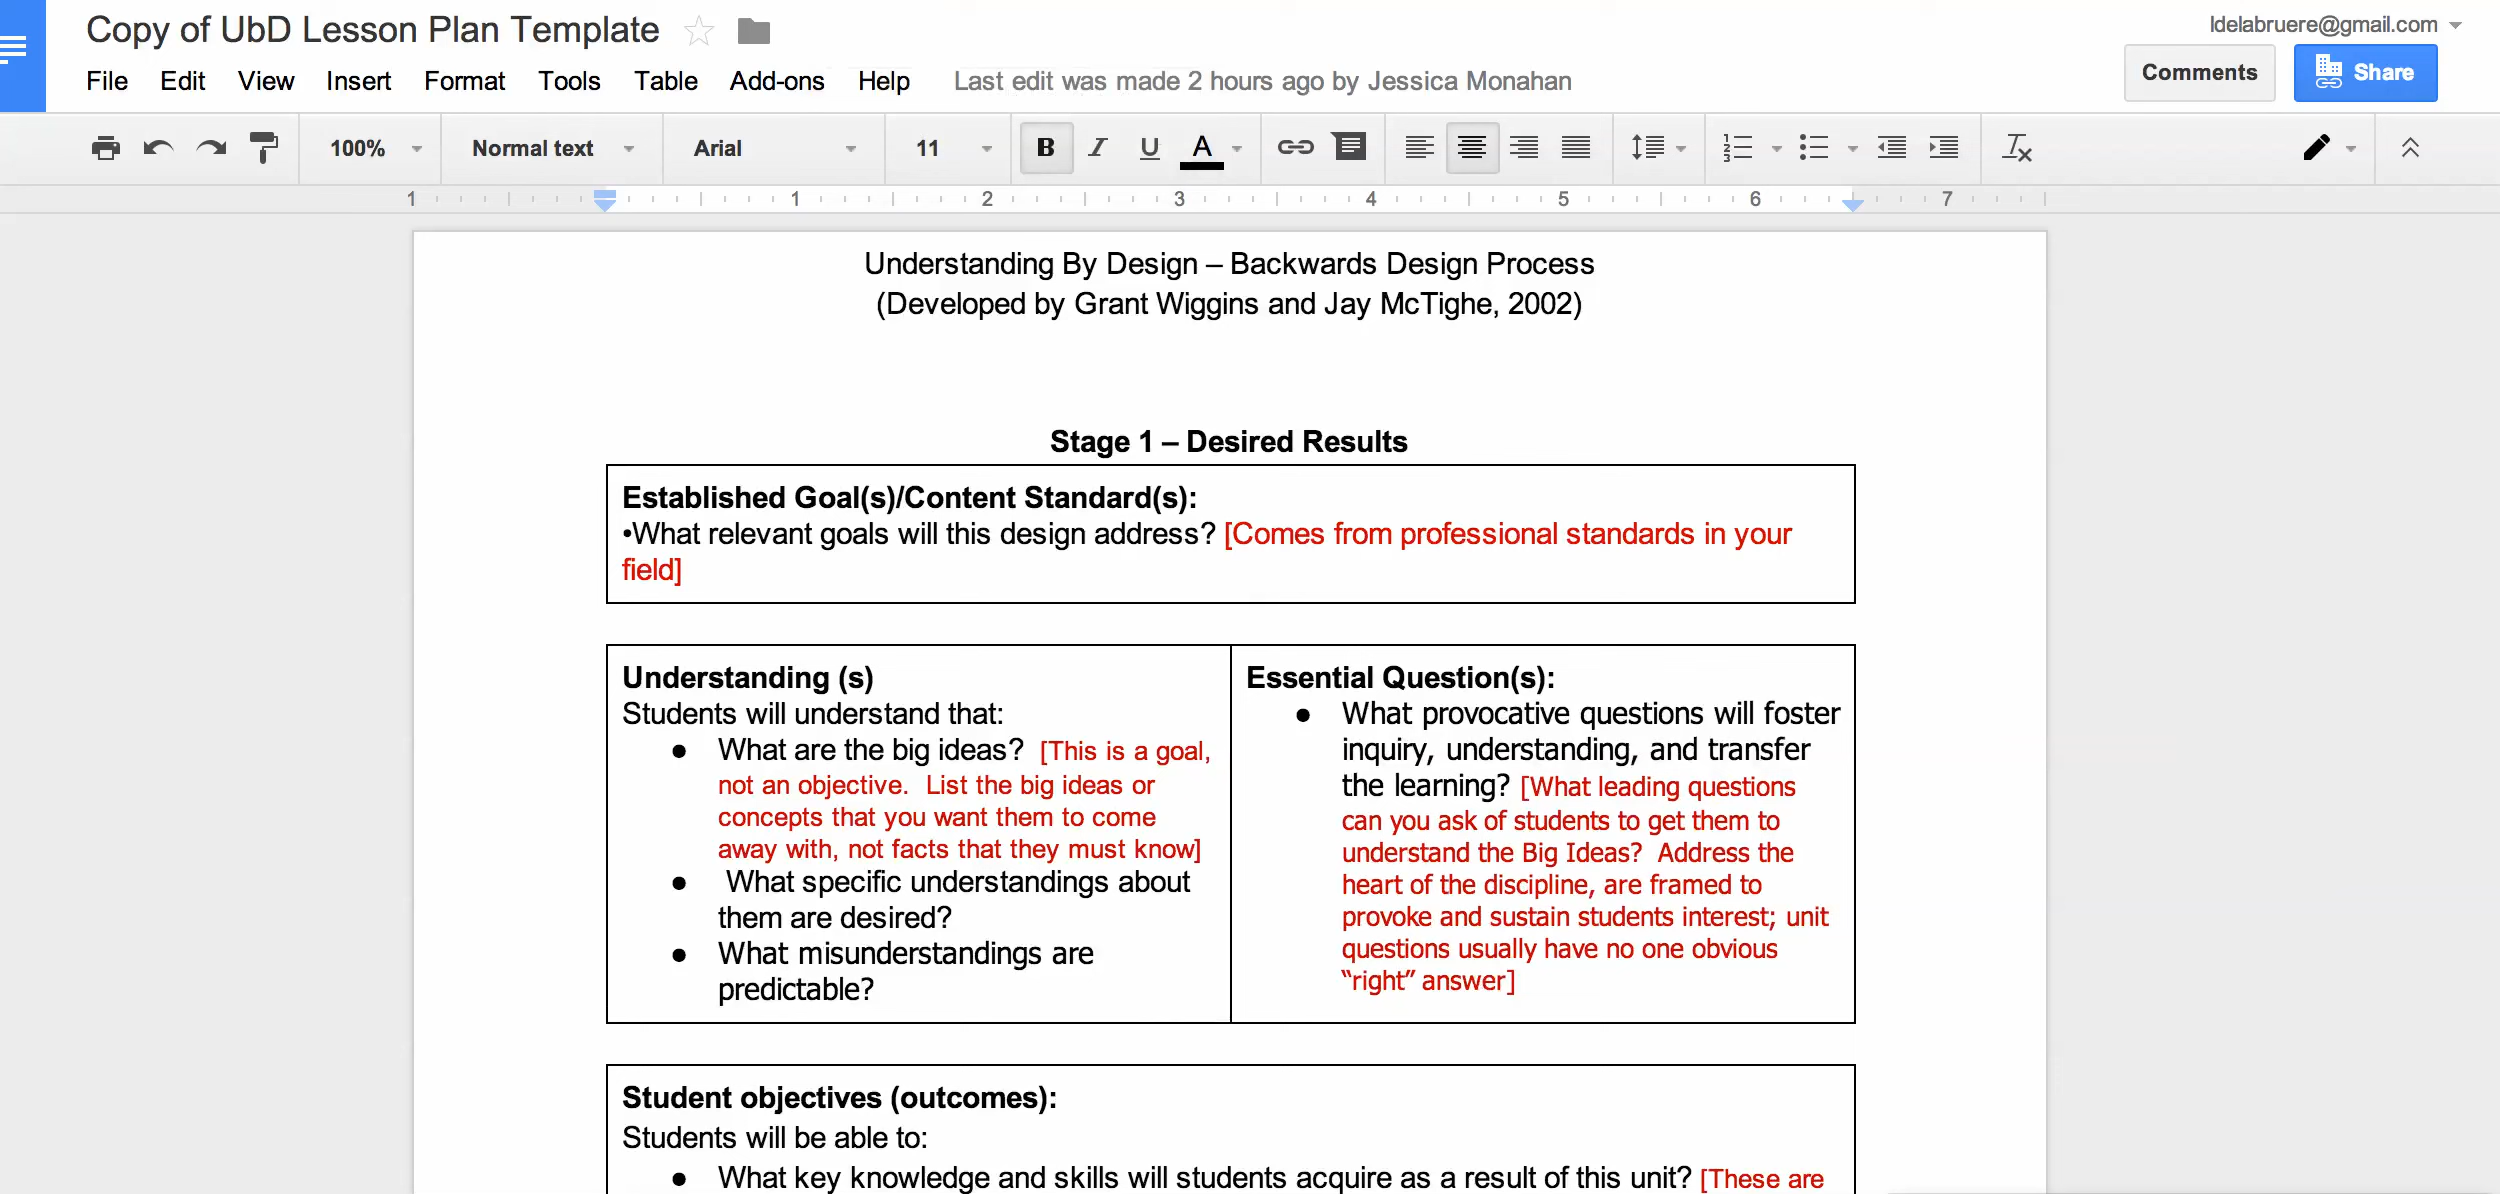 Copy of UbD Lesson Plan Template
ldelabruere@gmail.com
File Edit View Insert Format Tools Table Add-ons Help Last edit was made 2 hours ago by Jessica Monahan
Comments Share
100% Normal text Arial 11 B I U A
1 1 2 3 4 5 6 7
Understanding By Design – Backwards Design Process
(Developed by Grant Wiggins and Jay McTighe, 2002)
Stage 1 – Desired Results
Established Goal(s)/Content Standard(s):
•What relevant goals will this design address? [Comes from professional standards in your
field]
Understanding (s)
Students will understand that:
● What are the big ideas? [This is a goal,
not an objective. List the big ideas or
concepts that you want them to come
away with, not facts that they must know]
● What specific understandings about
them are desired?
● What misunderstandings are
predictable?
Essential Question(s):
● What provocative questions will foster
inquiry, understanding, and transfer
the learning? [What leading questions
can you ask of students to get them to
understand the Big Ideas? Address the
heart of the discipline, are framed to
provoke and sustain students interest; unit
questions usually have no one obvious
“right” answer]
Student objectives (outcomes):
Students will be able to:
● What key knowledge and skills will students acquire as a result of this unit? [These are